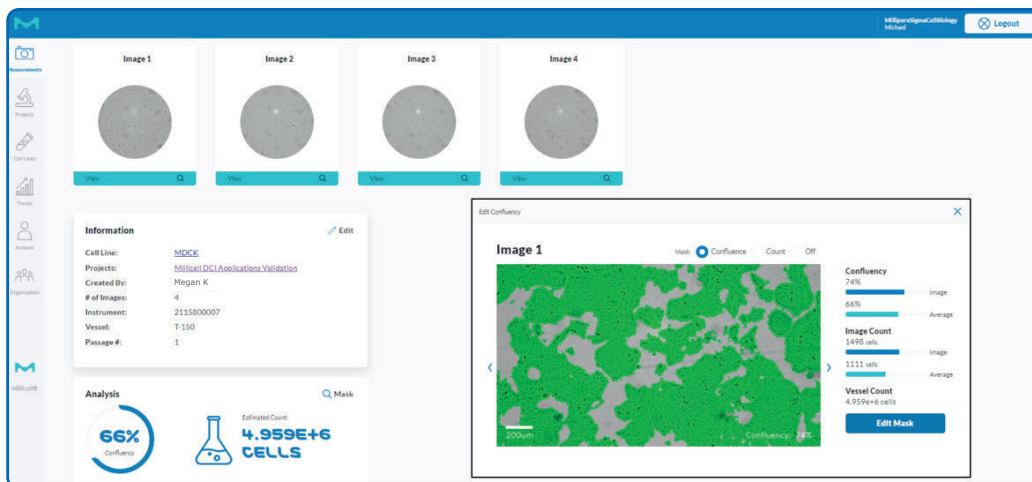 MilliporeSigmaCellBiology
Michael
Logout
Measurements
Projects
Cell Lines
Trends
Account
Organization
Image 1
Image 2
Image 3
Image 4
View
View
View
View
Information
Edit
Cell Line: MDCK
Projects: Millicell DCI Applications Validation
Created By: Megan K
# of Images: 4
Instrument: 2115800007
Vessel: T-150
Passage #: 1
Analysis
Mask
66%
Confluency
Estimated Count:
4.959E+6
CELLS
Edit Confluency
Image 1
Mask: Confluence Count Off
200um
Confluency: 74%
Confluency
74%
Image
66%
Average
Image Count
1498 cells
Image
1111 cells
Average
Vessel Count
4.959e+6 cells
Edit Mask